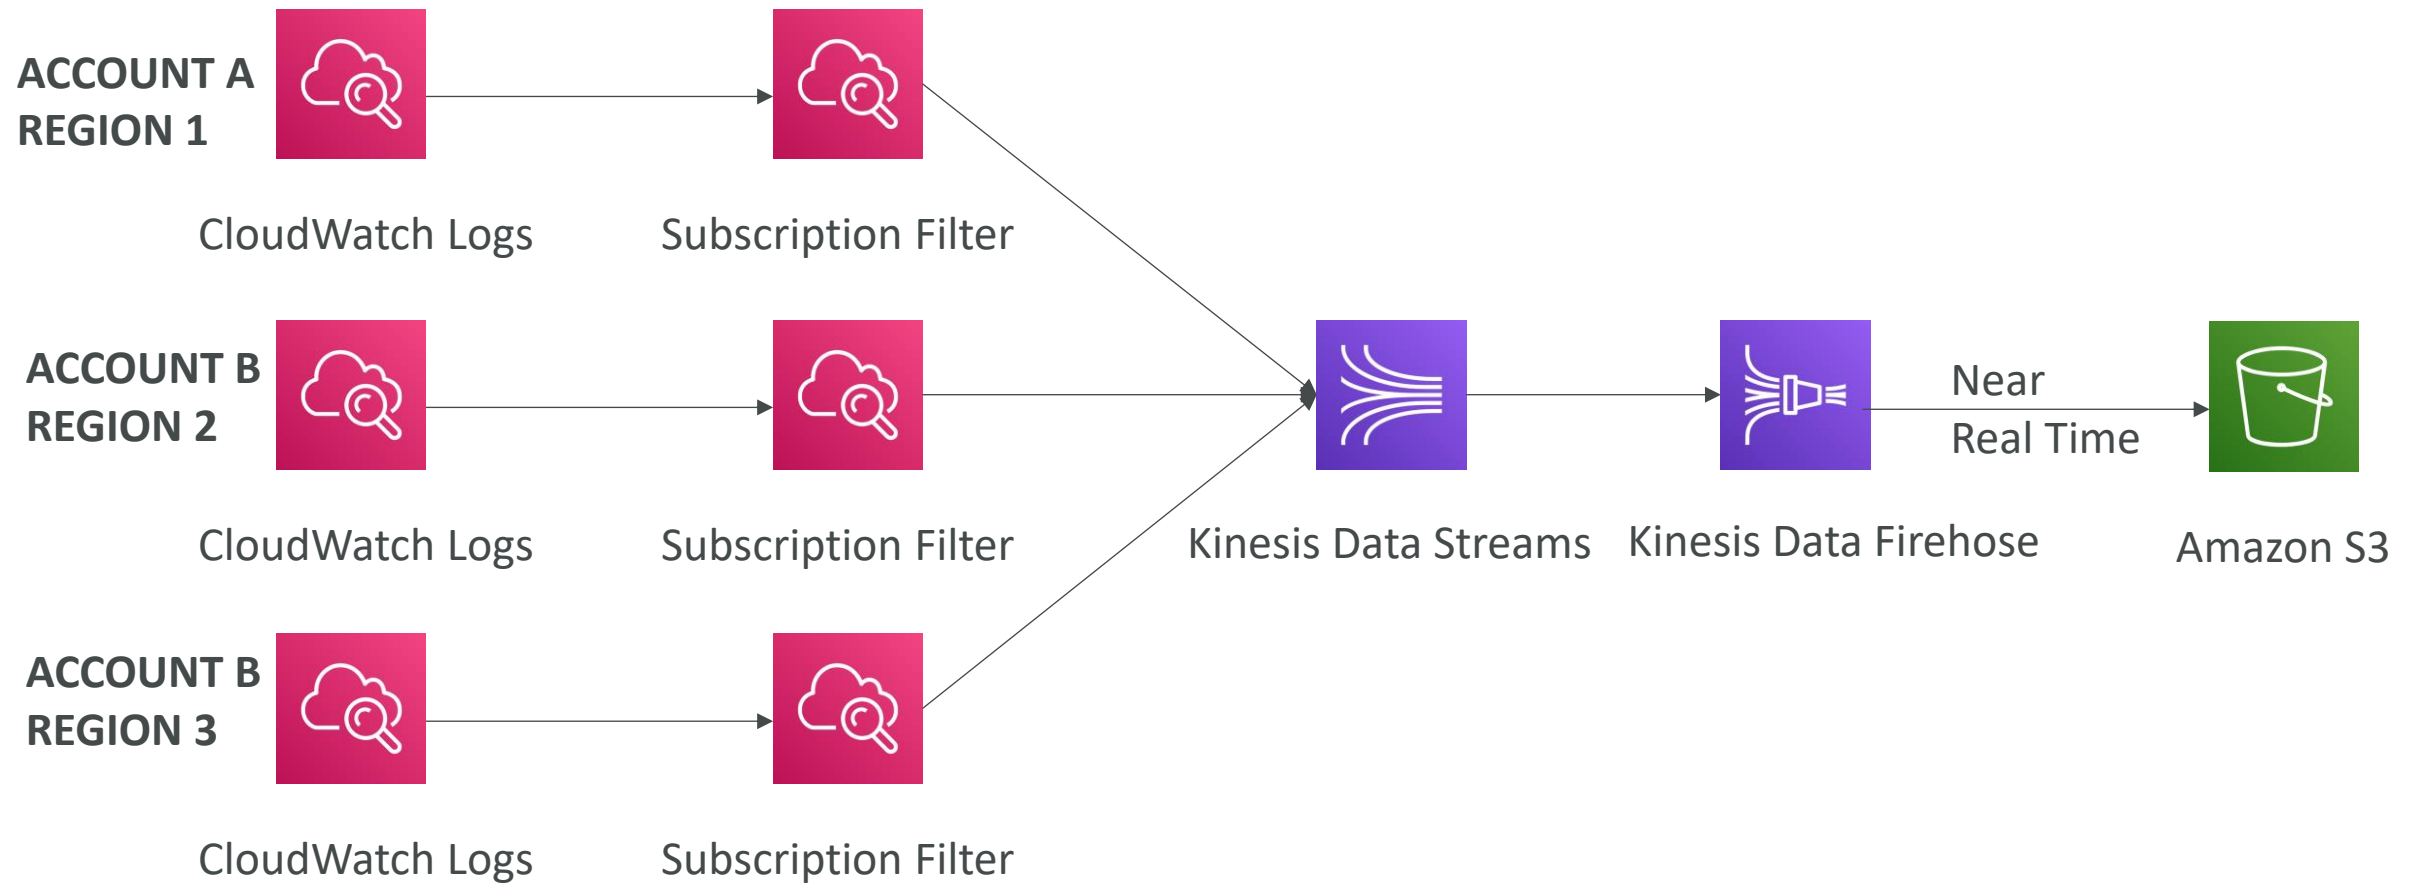 ACCOUNT A
REGION 1
CloudWatch Logs
Subscription Filter
ACCOUNT B
REGION 2
CloudWatch Logs
Subscription Filter
Kinesis Data Streams
Kinesis Data Firehose
Near
Real Time
Amazon S3
ACCOUNT B
REGION 3
CloudWatch Logs
Subscription Filter